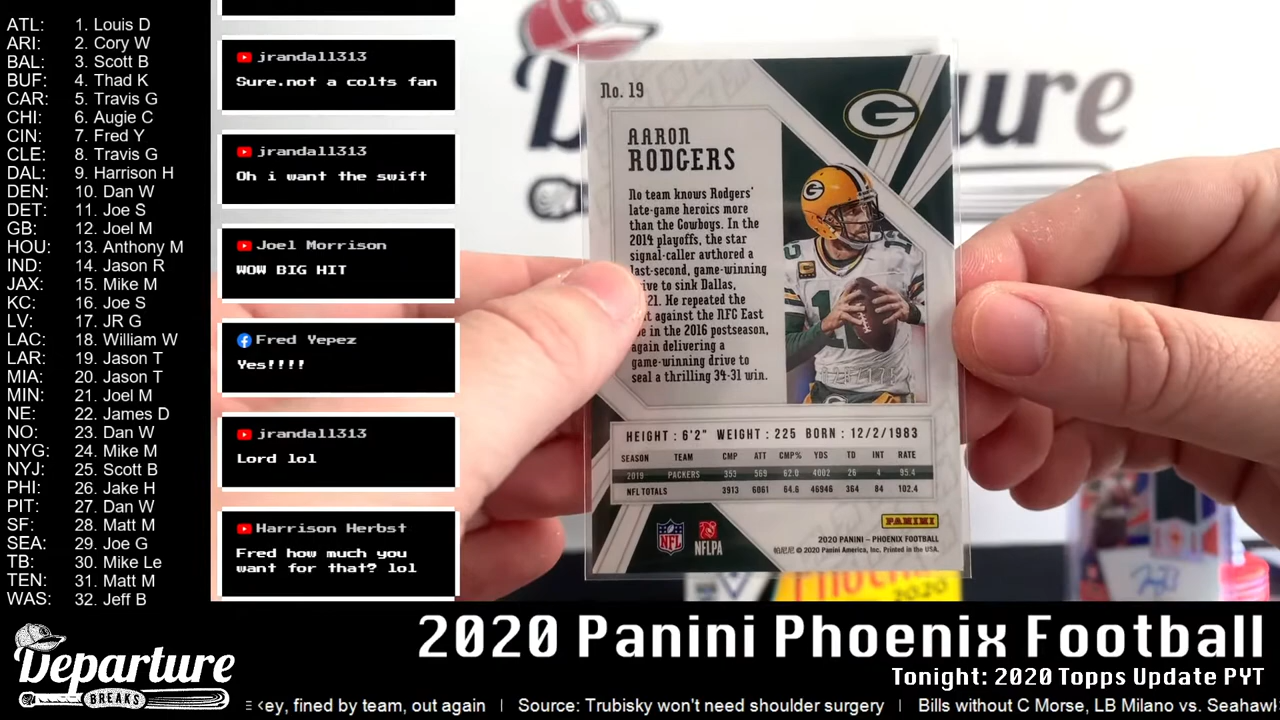 ATL: 1. Louis D
ARI: 2. Cory W
BAL: 3. Scott B
BUF: 4. Thad K
CAR: 5. Travis G
CHI: 6. Augie C
CIN: 7. Fred Y
CLE: 8. Travis G
DAL: 9. Harrison H
DEN: 10. Dan W
DET: 11. Joe S
GB: 12. Joel M
HOU: 13. Anthony M
IND: 14. Jason R
JAX: 15. Mike M
KC: 16. Joe S
LV: 17. JR G
LAC: 18. William W
LAR: 19. Jason T
MIA: 20. Jason T
MIN: 21. Joel M
NE: 22. James D
NO: 23. Dan W
NYG: 24. Mike M
NYJ: 25. Scott B
PHI: 26. Jake H
PIT: 27. Dan W
SF: 28. Matt M
SEA: 29. Joe G
TB: 30. Mike Le
TEN: 31. Matt M
WAS: 32. Jeff B
jrandall313
Sure.not a colts fan
jrandall313
Oh i want the swift
Joel Morrison
WOW BIG HIT
Fred Yepez
Yes!!!!
jrandall313
Lord lol
Harrison Herbst
Fred how much you
want for that? lol
No. 19
G
AARON
RODGERS
No team knows Rodgers'
late-game heroics more
than the Cowboys. In the
2014 playoffs, the star
signal-caller authored a
last-second, game-winning
to sink Dallas,
He repeated the
against the NFC East
in the 2016 postseason,
again delivering a
game-winning drive to
seal a thrilling 34-31 win.
HEIGHT : 6'2" WEIGHT : 225 BORN : 12/2/1983
SEASON TEAM CMP ATT CMP% YDS TD INT RATE
2019 PACKERS 353 569 62.0 4002 26 4 95.4
NFL TOTALS 3913 6061 64.6 46946 364 84 102.4
NFL NFLPA
PANINI
2020 PANINI – PHOENIX FOOTBALL
© 2020 Panini America, Inc. Printed in the USA.
2020
2020 Panini Phoenix Football
Tonight: 2020 Topps Update PYT
Departure
BREAKS
key, fined by team, out again | Source: Trubisky won't need shoulder surgery | Bills without C Morse, LB Milano vs. Seahawk